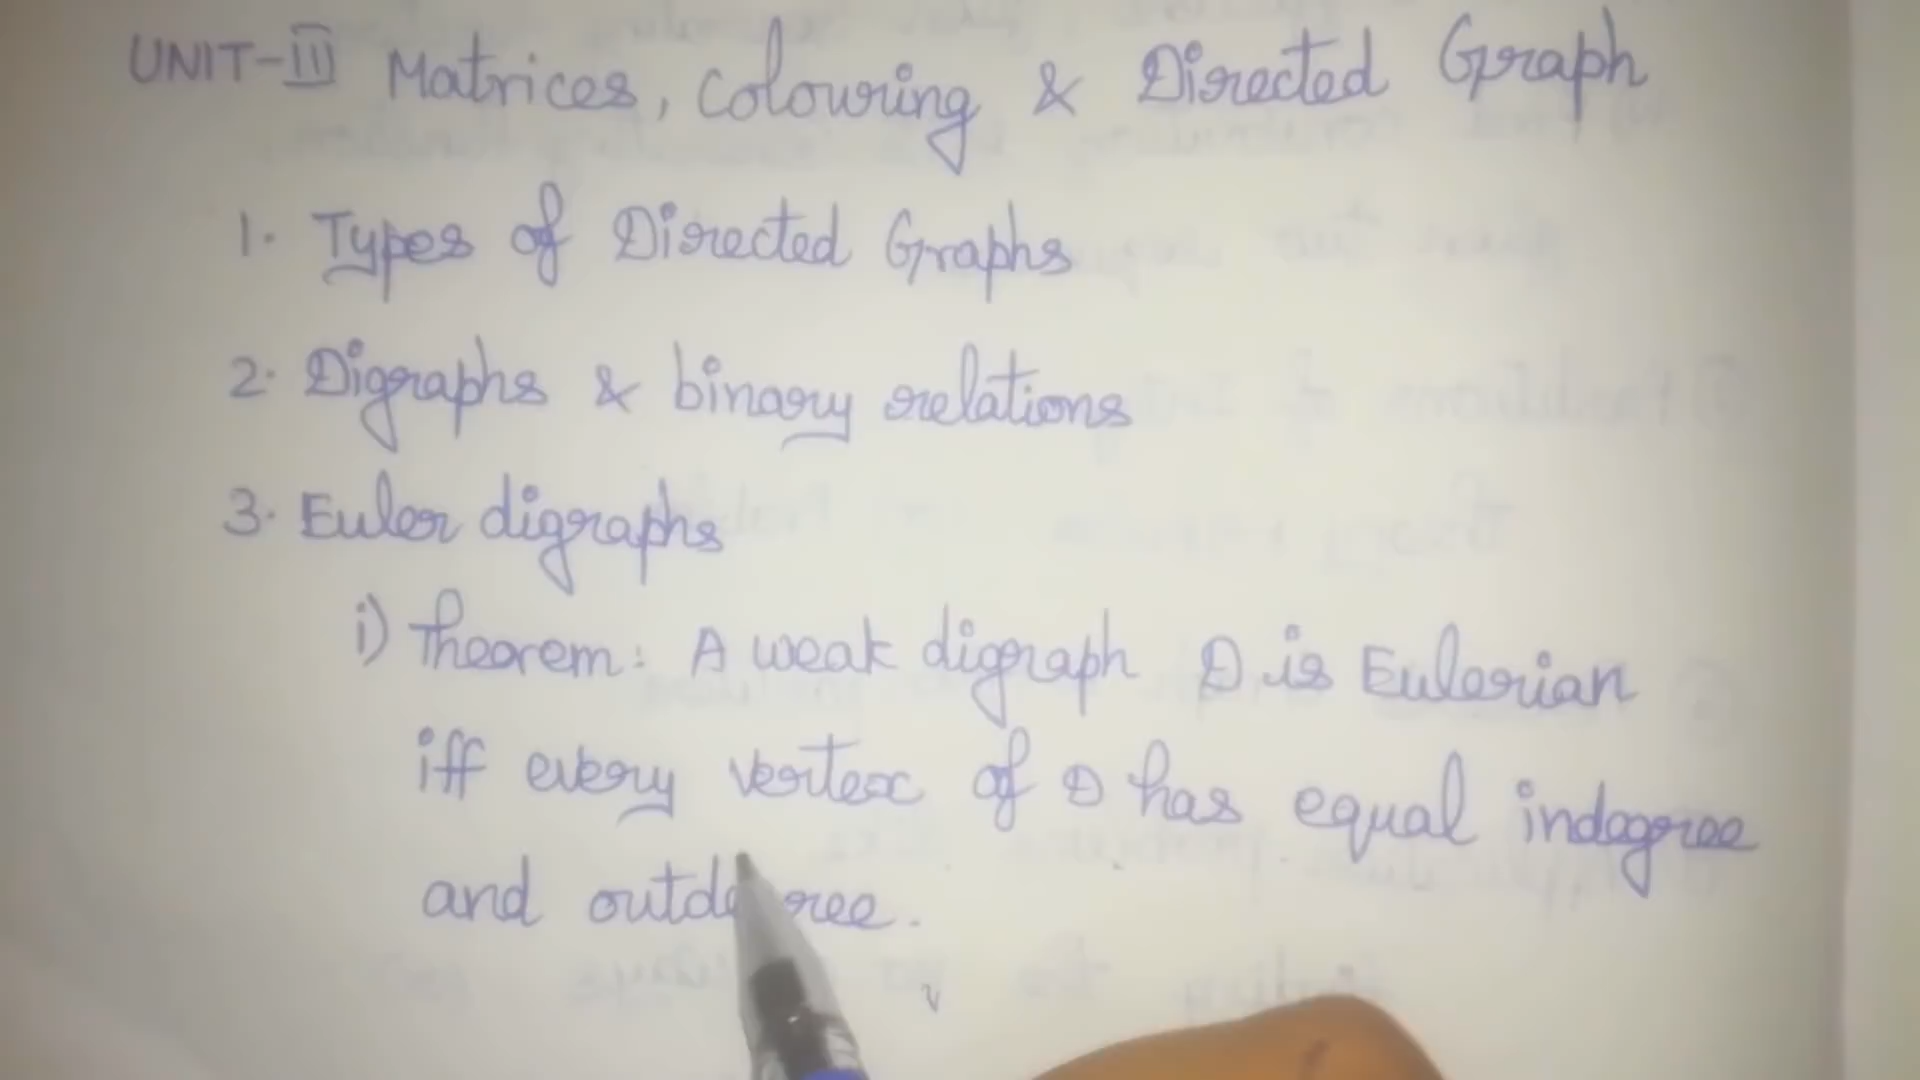 UNIT-III Matrices, Colouring & Directed Graph
1. Types of Directed Graphs
2. Digraphs & binary relations
3. Euler digraphs
i) Theorem: A weak digraph D is Eulerian
iff every vertex of D has equal indegree
and outdegree.